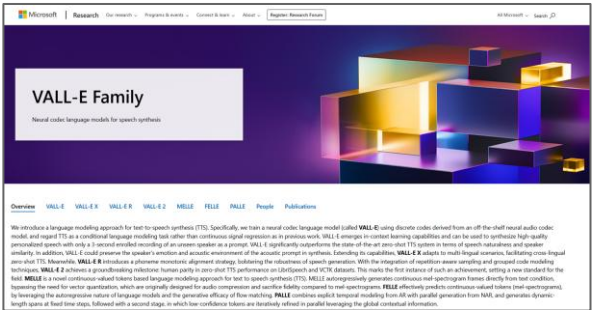 Microsoft | Research Our research Programs & events Connect & learn About Register: Research Forum All Microsoft Search
VALL-E Family
Neural codec language models for speech synthesis
Overview VALL-E VALL-E X VALL-E R VALL-E 2 MELLE FELLE PALLE People Publications
We introduce a language modeling approach for text-to-speech synthesis (TTS). Specifically, we train a neural codec language model (called VALL-E) using discrete codes derived from an off-the-shelf neural audio codec
model, and regard TTS as a conditional language modeling task rather than continuous signal regression as in previous work. VALL-E emerges in-context learning capabilities and can be used to synthesize high-quality
personalized speech with only a 3-second enrolled recording of an unseen speaker as a prompt. VALL-E significantly outperforms the state-of-the-art zero-shot TTS system in terms of speech naturalness and speaker
similarity. In addition, VALL-E could preserve the speaker's emotion and acoustic environment of the acoustic prompt in synthesis. Extending its capabilities, VALL-E X adapts to multi-lingual scenarios, facilitating cross-lingual
zero-shot TTS. Meanwhile, VALL-E R introduces a phoneme monotonic alignment strategy, bolstering the robustness of speech generation. With the integration of repetition-aware sampling and grouped code modeling
techniques, VALL-E 2 achieves a groundbreaking milestone: human parity in zero-shot TTS performance on LibriSpeech and VCTK datasets. This marks the first instance of such an achievement, setting a new standard for the
field. MELLE is a novel continuous-valued tokens based language modeling approach for text to speech synthesis (TTS). MELLE autoregressively generates continuous mel-spectrogram frames directly from text condition,
bypassing the need for vector quantization, which are originally designed for audio compression and sacrifice fidelity compared to mel-spectrograms. FELLE effectively predicts continuous-valued tokens (mel-spectrograms),
by leveraging the autoregressive nature of language models and the generative efficacy of flow matching. PALLE combines explicit temporal modeling from AR with parallel generation from NAR, and generates dynamic-
length spans at fixed time steps, followed with a second stage, in which low-confidence tokens are iteratively refined in parallel leveraging the global contextual information.